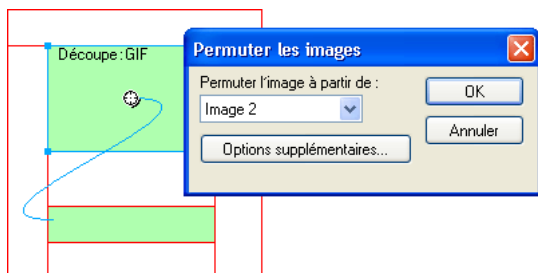 Découpe:GIF
Permuter les images
Permuter l'image à partir de :
Image 2
Options supplémentaires...
OK
Annuler